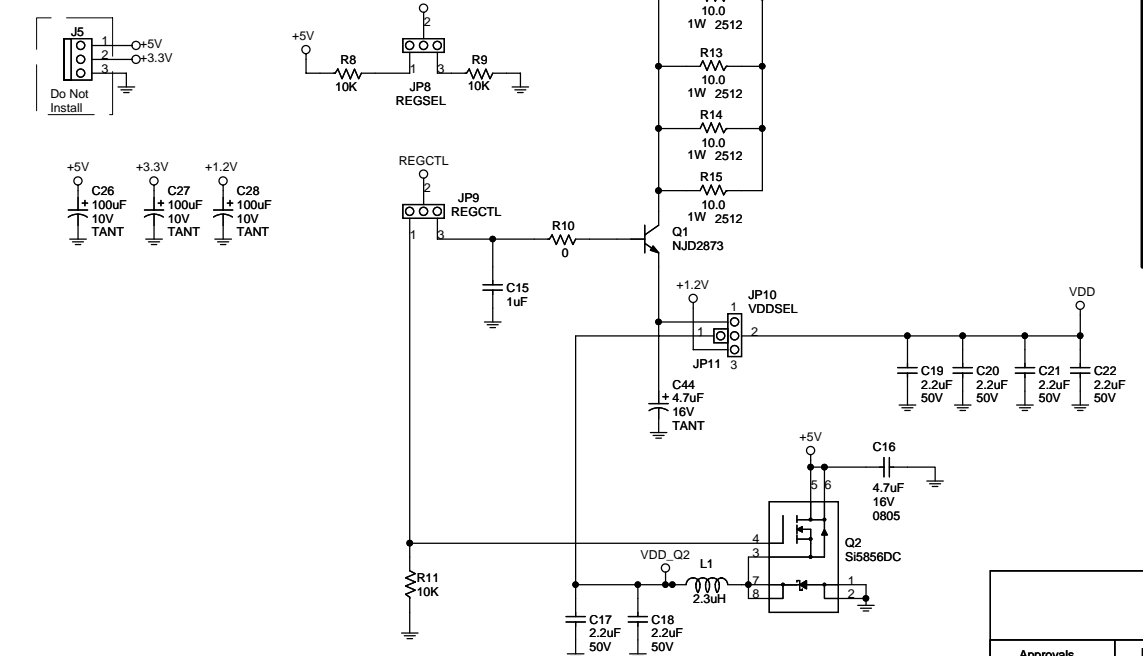 J5
1
+5V
2
+3.3V
3
Do Not
Install
+5V
R8
10K
2
1
3
JP8
REGSEL
R9
10K
10.0
1W 2512
R13
10.0
1W 2512
R14
10.0
1W 2512
R15
10.0
1W 2512
+5V
C26
+
100uF
10V
TANT
+3.3V
C27
+
100uF
10V
TANT
+1.2V
C28
+
100uF
10V
TANT
REGCTL
2
JP9
REGCTL
1
3
R10
0
Q1
NJD2873
C15
1uF
+1.2V
1
JP10
VDDSEL
1
2
JP11
3
VDD
C44
+
4.7uF
16V
TANT
C19
2.2uF
50V
C20
2.2uF
50V
C21
2.2uF
50V
C22
2.2uF
50V
+5V
C16
4.7uF
16V
0805
5
6
4
3
Q2
Si5856DC
VDD_Q2
L1
2.3uH
7
8
1
2
R11
10K
C17
2.2uF
50V
C18
2.2uF
50V
Approvals